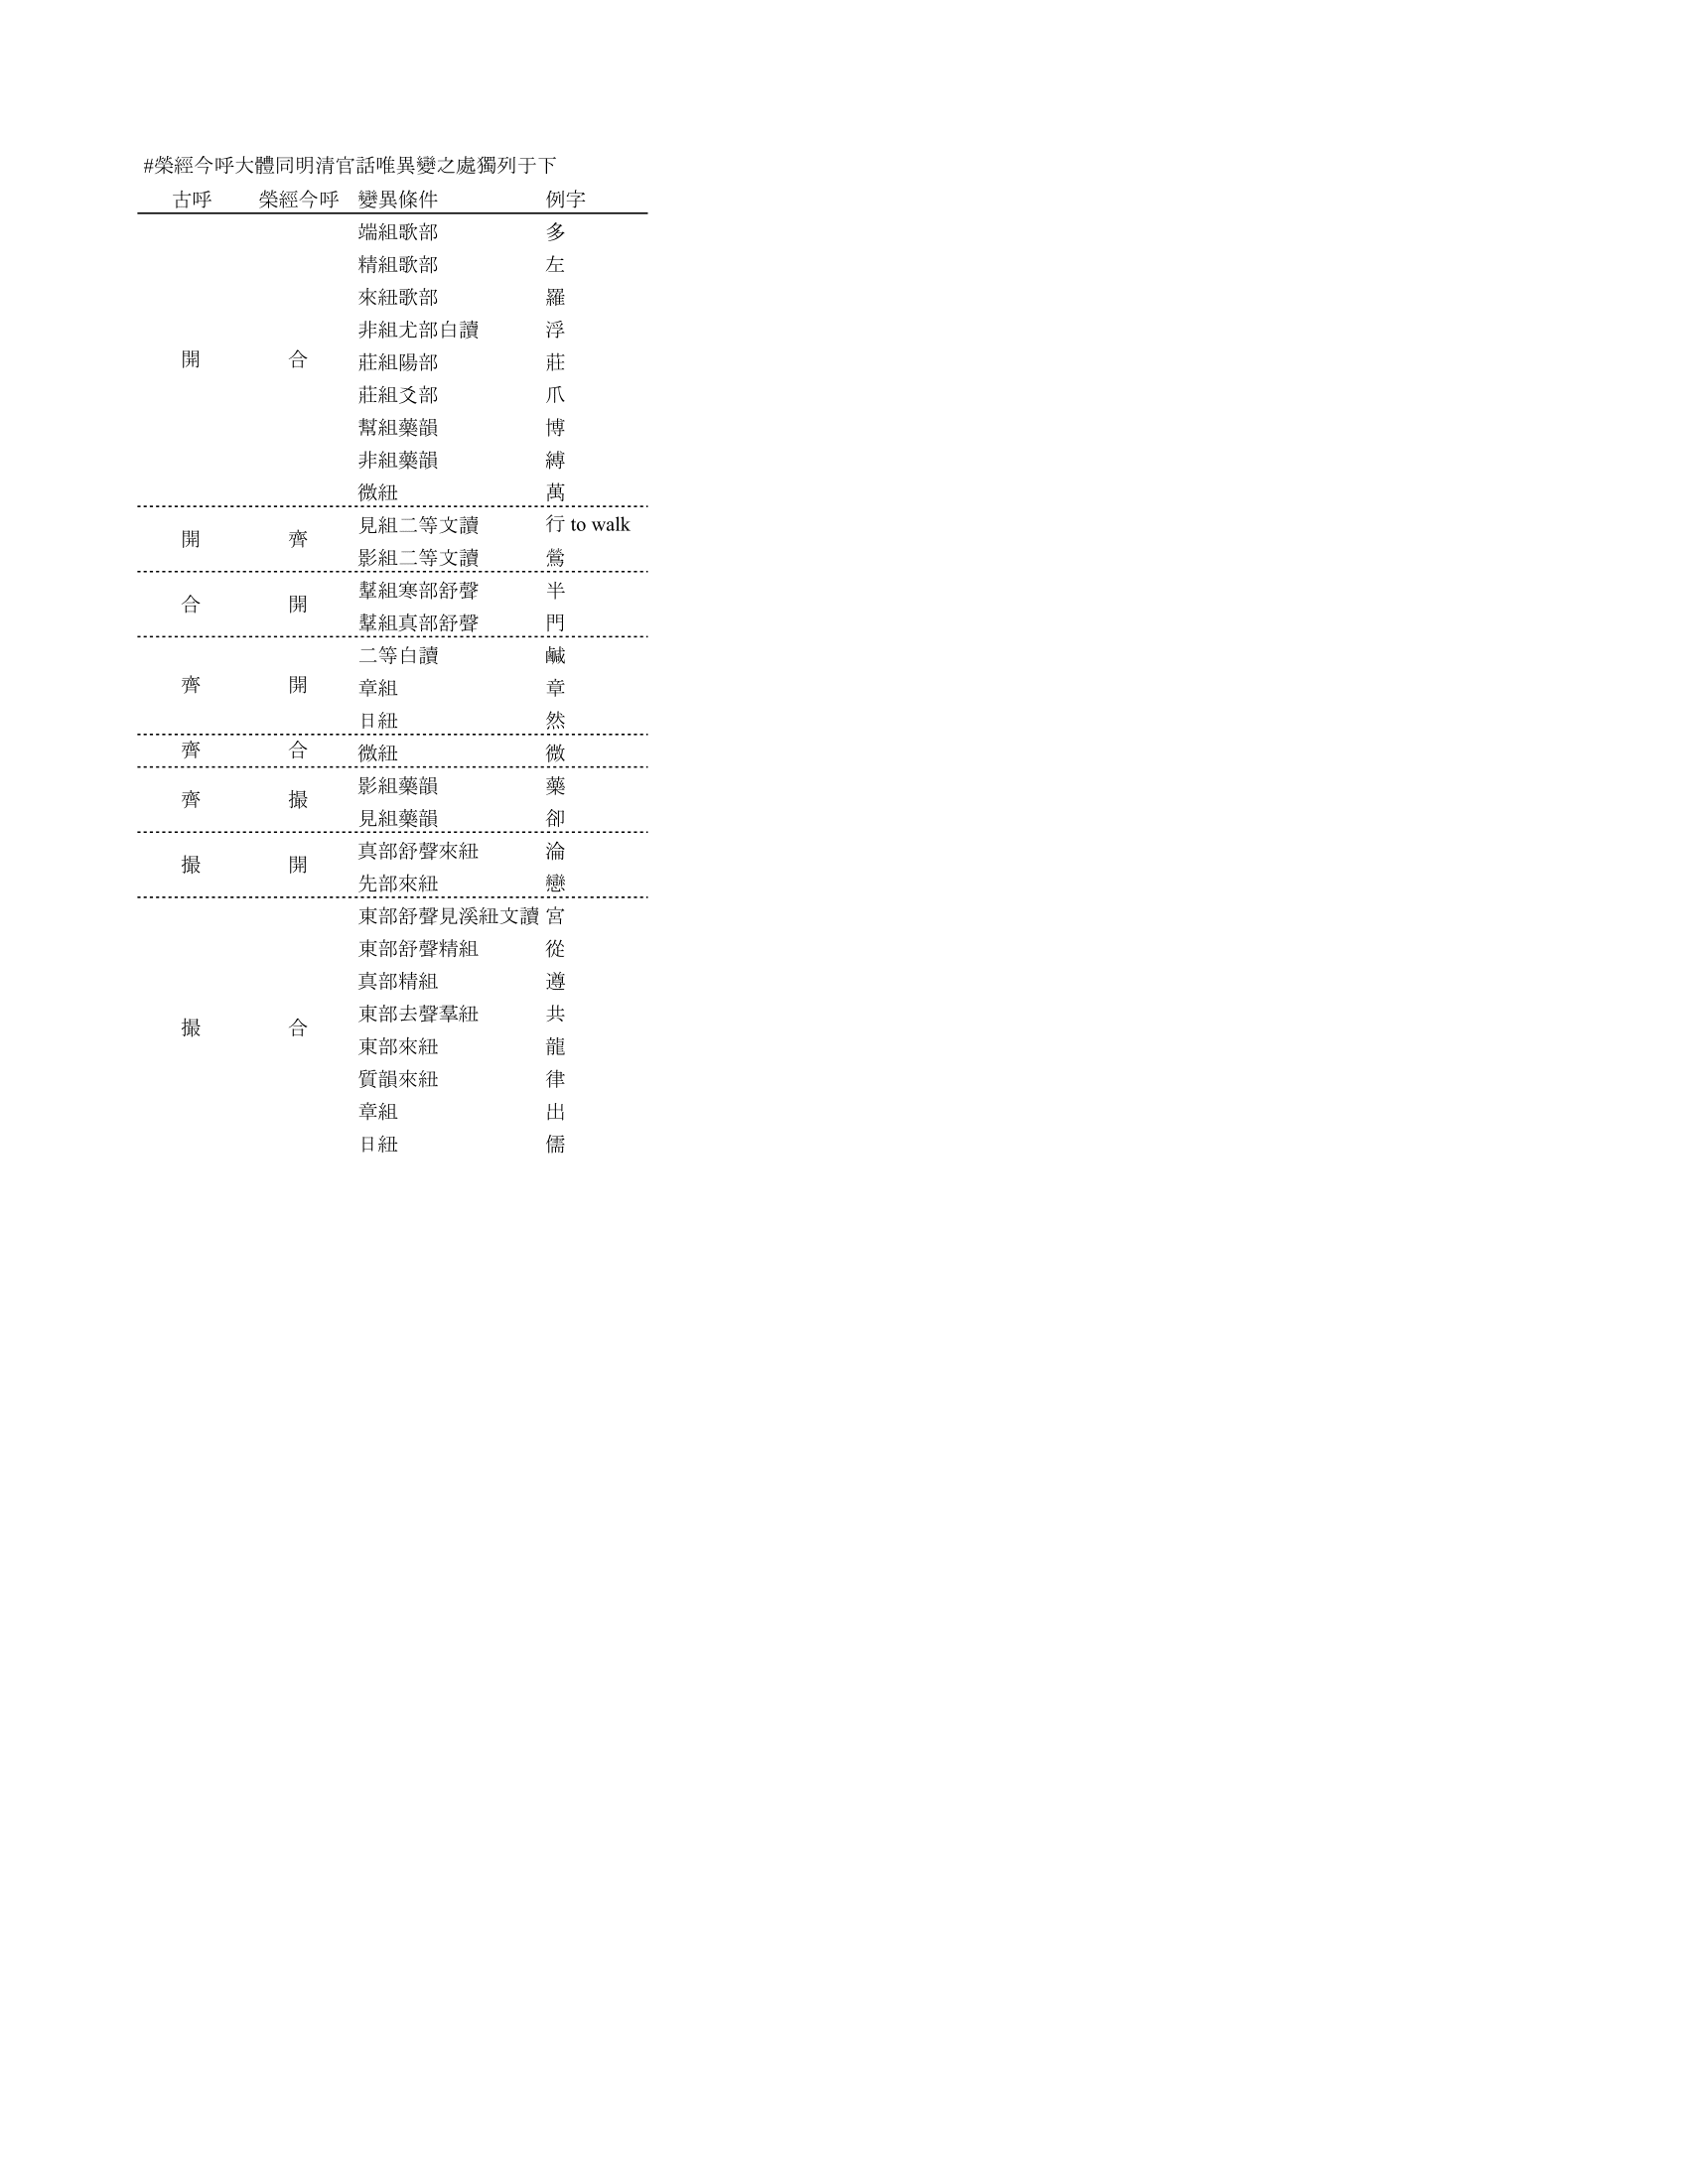 #榮經今呼大體同明清官話唯異變之處獨列于下
古呼 榮經今呼 變異條件 例字
端組歌部 多
精組歌部 左
來紐歌部 羅
非組尤部白讀 浮
開 合 莊組陽部 莊
莊組爻部 爪
幫組藥韻 博
非組藥韻 縛
微紐 萬
開 齊 見組二等文讀 行 to walk
影組二等文讀 鶯
合 開 鞤組寒部舒聲 半
鞤組真部舒聲 門
二等白讀 鹹
齊 開 章組 章
日紐 然
齊 合 微紐 微
齊 撮 影組藥韻 藥
見組藥韻 卻
撮 開 真部舒聲來紐 淪
先部來紐 戀
東部舒聲見溪紐文讀 宮
東部舒聲精組 從
真部精組 遵
撮 合 東部去聲羣紐 共
東部來紐 龍
質韻來紐 律
章組 出
日紐 儒